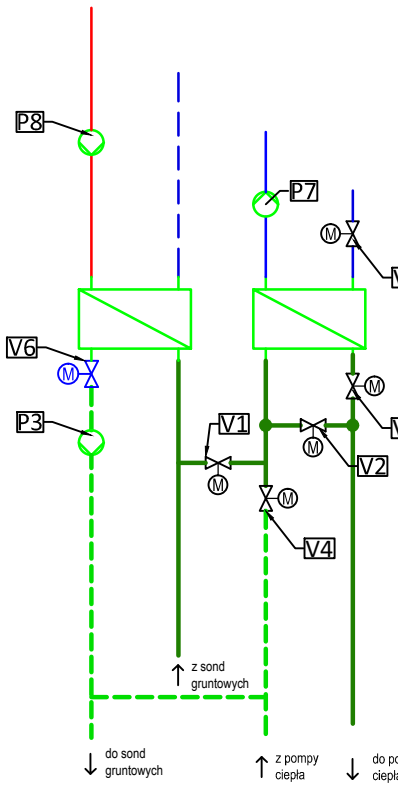 P8
P7
M
V6
M
M
P3
V1
M
M
V2
M
V4
z sond
gruntowych
do sond
gruntowych
z pompy
ciepła